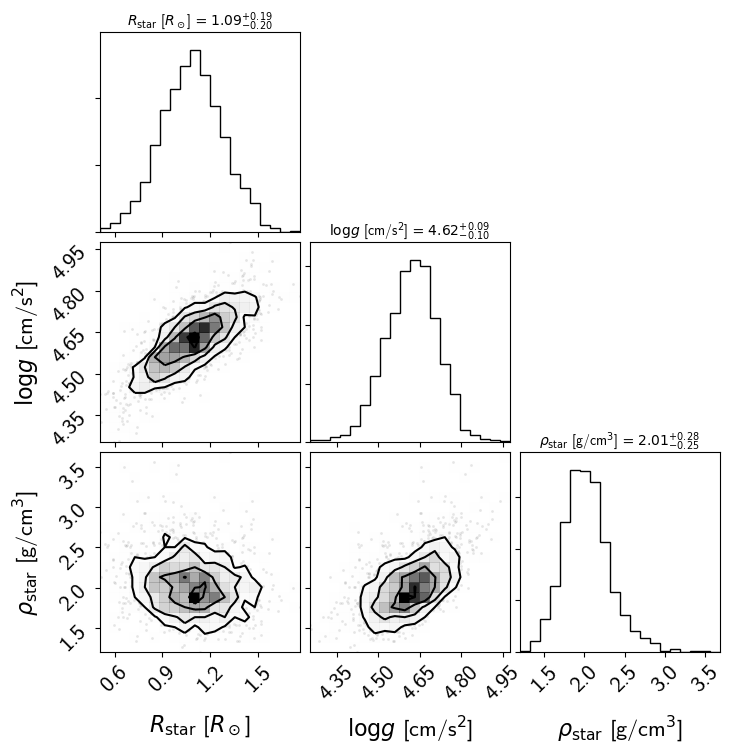 R_star [R_⊙] = 1.09^{+0.19}_{−0.20}
logg [cm/s²] = 4.62^{+0.09}_{−0.10}
4.95
4.80
4.65
4.50
4.35
logg [cm/s²]
ρ_star [g/cm³] = 2.01^{+0.28}_{−0.25}
3.5
3.0
2.5
2.0
1.5
ρ_star [g/cm³]
0.6 0.9 1.2 1.5
4.35 4.50 4.65 4.80 4.95
1.5 2.0 2.5 3.0 3.5
R_star [R_⊙]
logg [cm/s²]
ρ_star [g/cm³]